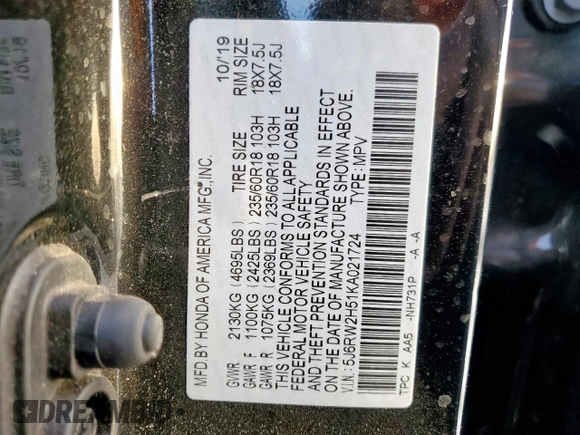 MFD.BY HONDA OF AMERICA MFG.,INC. 10/'19
TIRE SIZE RIM SIZE
GVWR 2130KG (4695LBS)
GAWR F 1100KG (2425LBS) 235/60R18 103H 18X7.5J
GAWR R 1075KG (2369LBS) 235/60R18 103H 18X7.5J
THIS VEHICLE CONFORMS TO ALL APPLICABLE
FEDERAL MOTOR VEHICLE SAFETY
AND THEFT PREVENTION STANDARDS IN EFFECT
ON THE DATE OF MANUFACTURE SHOWN ABOVE.
V.I.N.: 5J6RW2H51KA021724 TYPE: MPV
TPC K AA5 -NH731P -A -A
DREAMBID